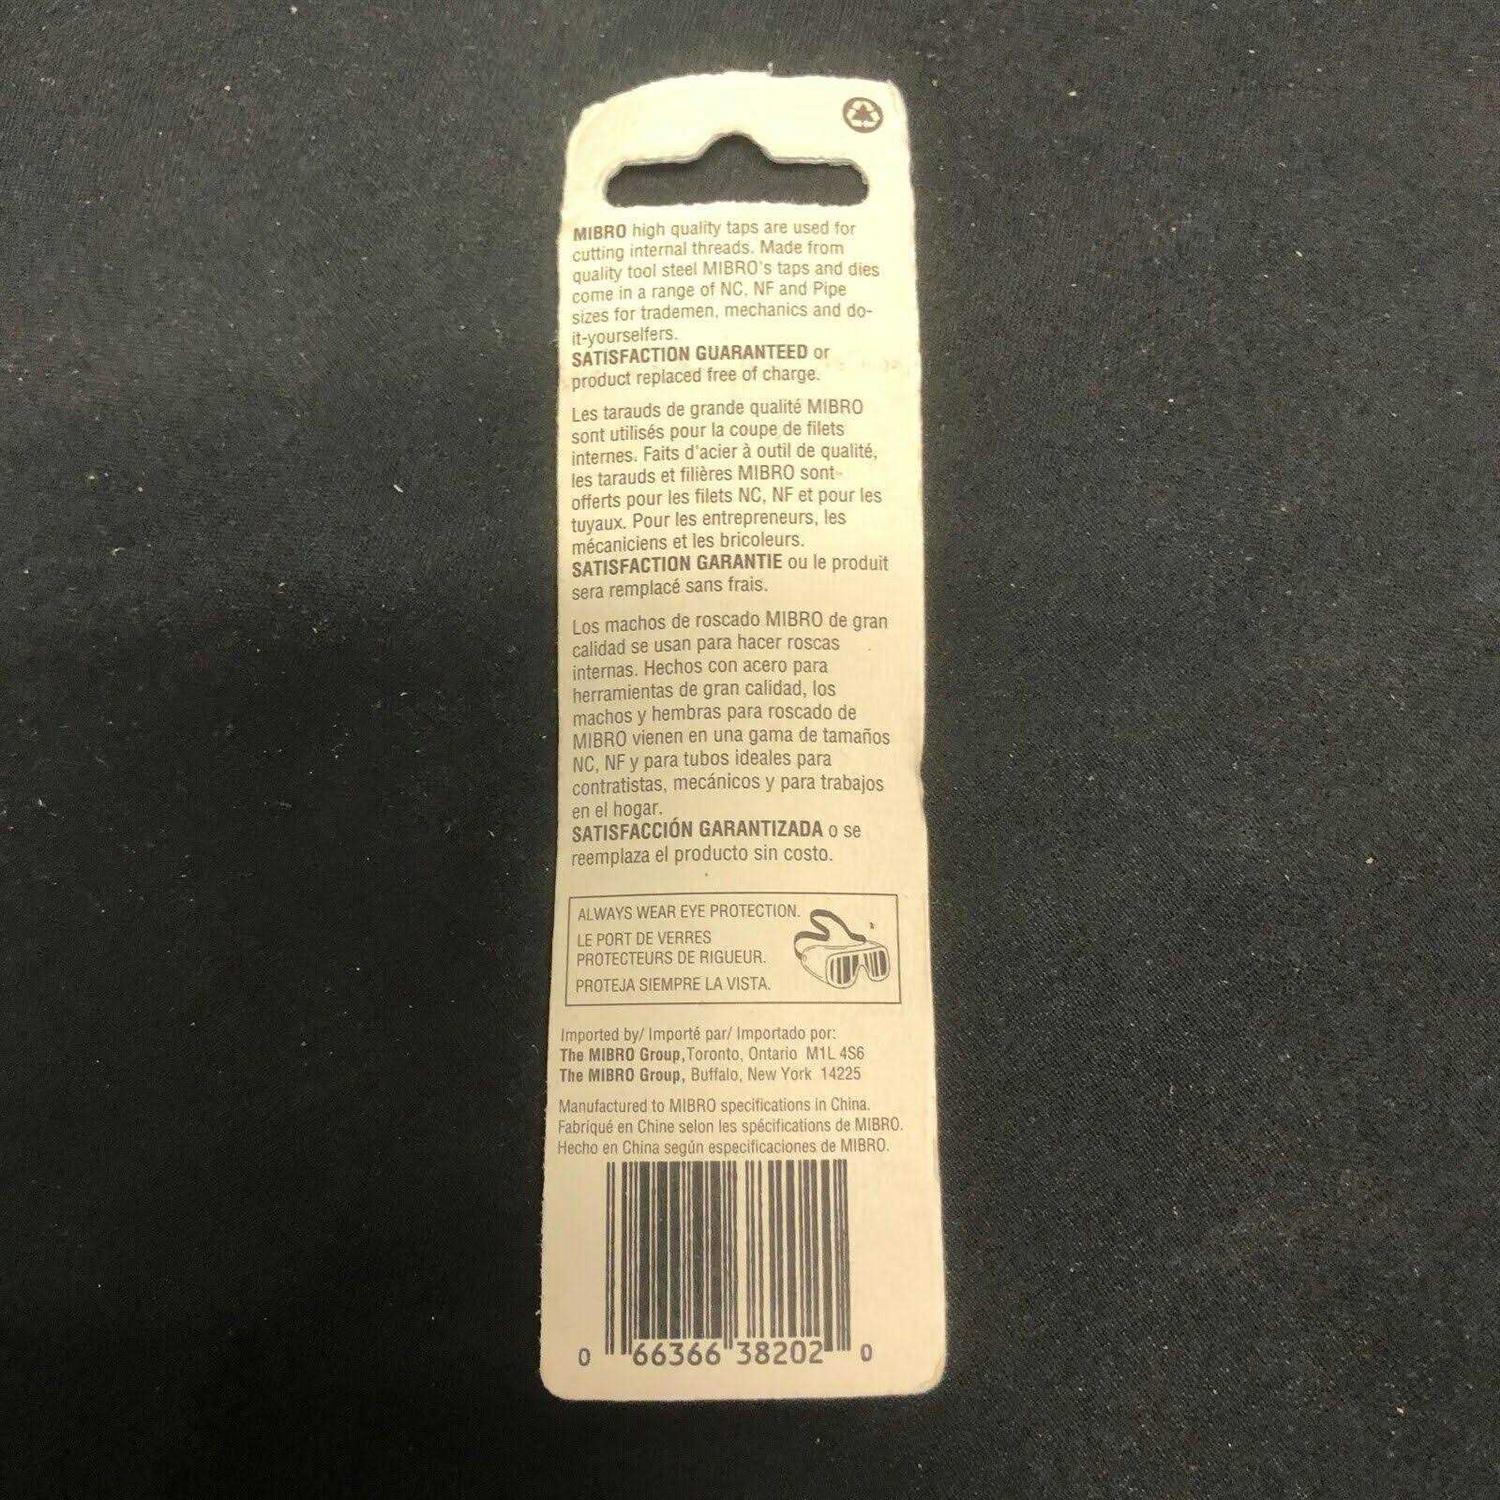 MIBRO high quality taps are used for
cutting internal threads. Made from
quality tool steel MIBRO's taps and dies
come in a range of NC, NF and Pipe
sizes for trademen, mechanics and do-
it-yourselfers.
SATISFACTION GUARANTEED or
product replaced free of charge.
Les tarauds de grande qualité MIBRO
sont utilisés pour la coupe de filets
internes. Faits d'acier à outil de qualité,
les tarauds et filières MIBRO sont
offerts pour les filets NC, NF et pour les
tuyaux. Pour les entrepreneurs, les
mécaniciens et les bricoleurs.
SATISFACTION GARANTIE ou le produit
sera remplacé sans frais.
Los machos de roscado MIBRO de gran
calidad se usan para hacer roscas
internas. Hechos con acero para
herramientas de gran calidad, los
machos y hembras para roscado de
MIBRO vienen en una gama de tamaños
NC, NF y para tubos ideales para
contratistas, mecánicos y para trabajos
en el hogar.
SATISFACCIÓN GARANTIZADA o se
reemplaza el producto sin costo.
ALWAYS WEAR EYE PROTECTION.
LE PORT DE VERRES
PROTECTEURS DE RIGUEUR.
PROTEJA SIEMPRE LA VISTA.
Imported by/ Importé par/ Importado por:
The MIBRO Group, Toronto, Ontario M1L 4S6
The MIBRO Group, Buffalo, New York 14225
Manufactured to MIBRO specifications in China.
Fabriqué en Chine selon les spécifications de MIBRO.
Hecho en China según especificaciones de MIBRO.
0 66366 38202 0